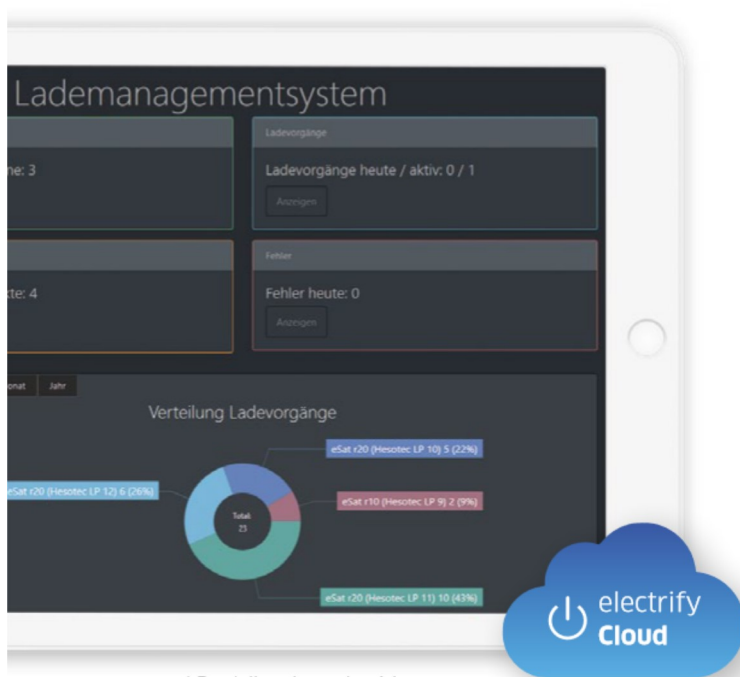 Lademanagementsystem
Ladevorgänge
ne: 3
Ladevorgänge heute / aktiv: 0 / 1
Anzeigen
Fehler
kte: 4
Fehler heute: 0
Anzeigen
onat Jahr
Verteilung Ladevorgänge
eSat r20 (Hesotec LP 10) 5 (22%)
eSat r20 (Hesotec LP 12) 6 (26%)
eSat r10 (Hesotec LP 9) 2 (9%)
Total:
23
eSat r20 (Hesotec LP 11) 10 (43%)
electrify
Cloud